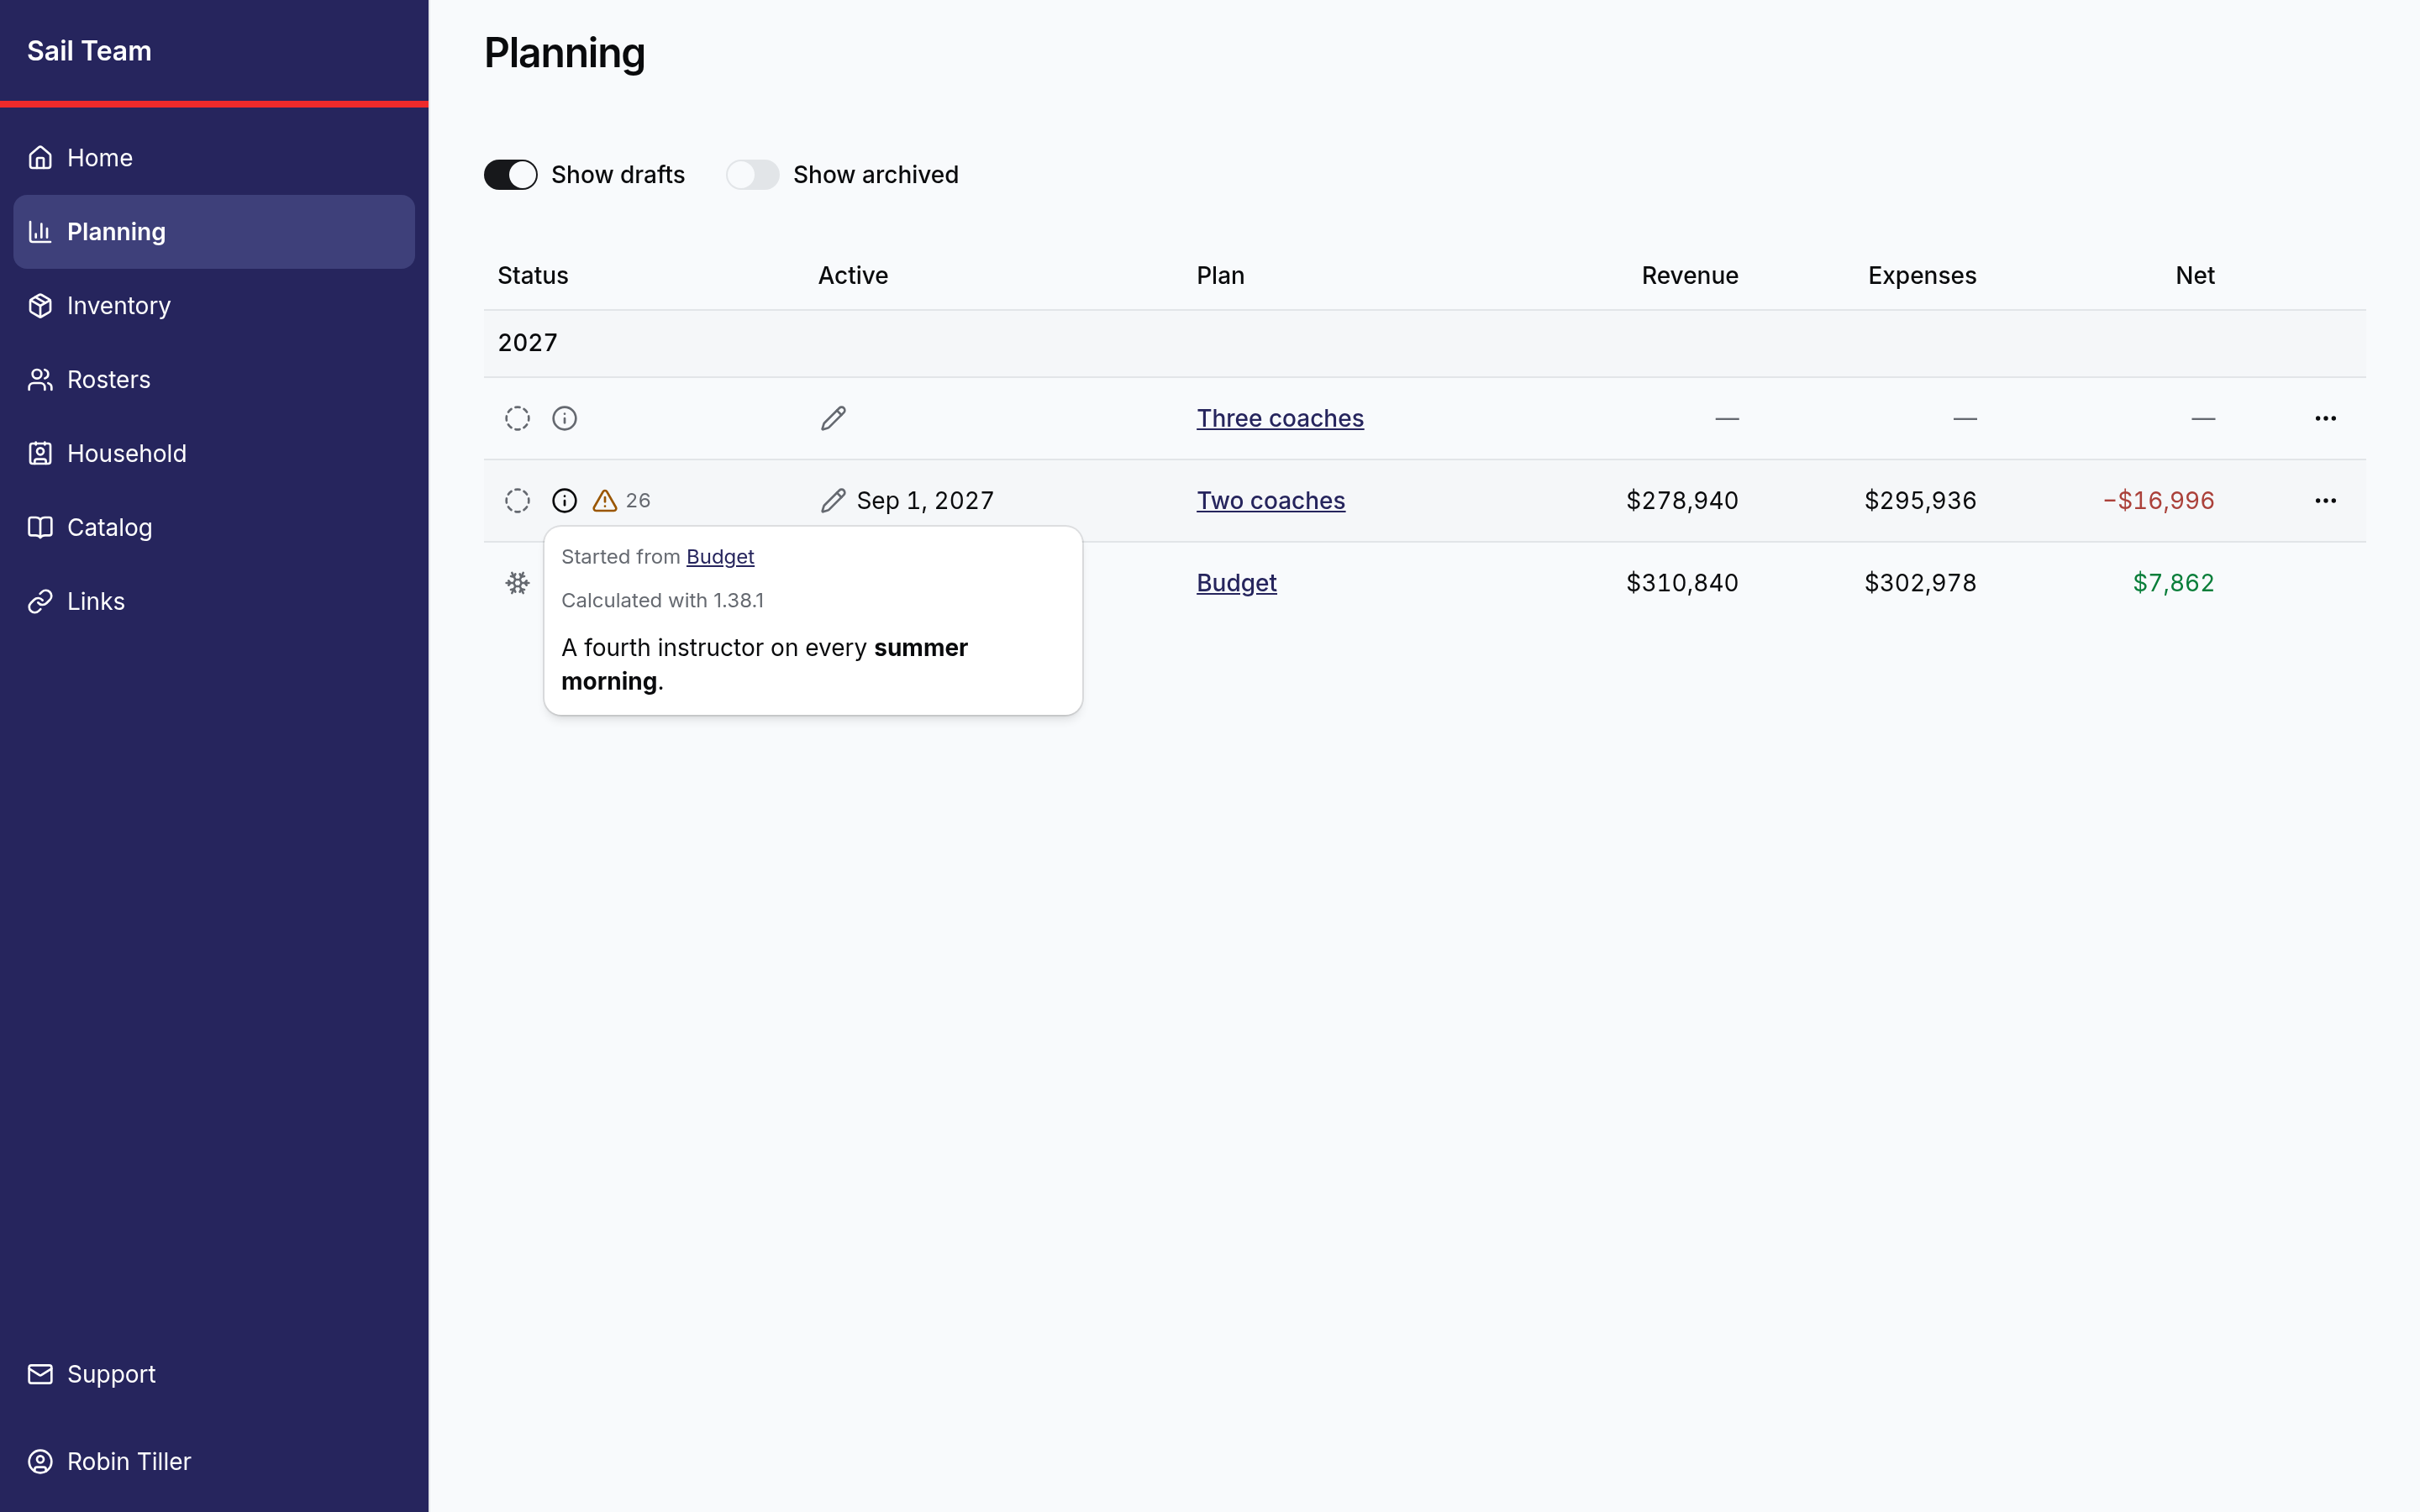 Sail Team
Home
Planning
Inventory
Rosters
Household
Catalog
Links
Support
Robin Tiller
Planning
Show drafts Show archived
Status Active Plan Revenue Expenses Net
2027
Three coaches — — —
26 Sep 1, 2027 Two coaches $278,940 $295,936 −$16,996
Budget $310,840 $302,978 $7,862
Started from Budget
Calculated with 1.38.1
A fourth instructor on every summer
morning.